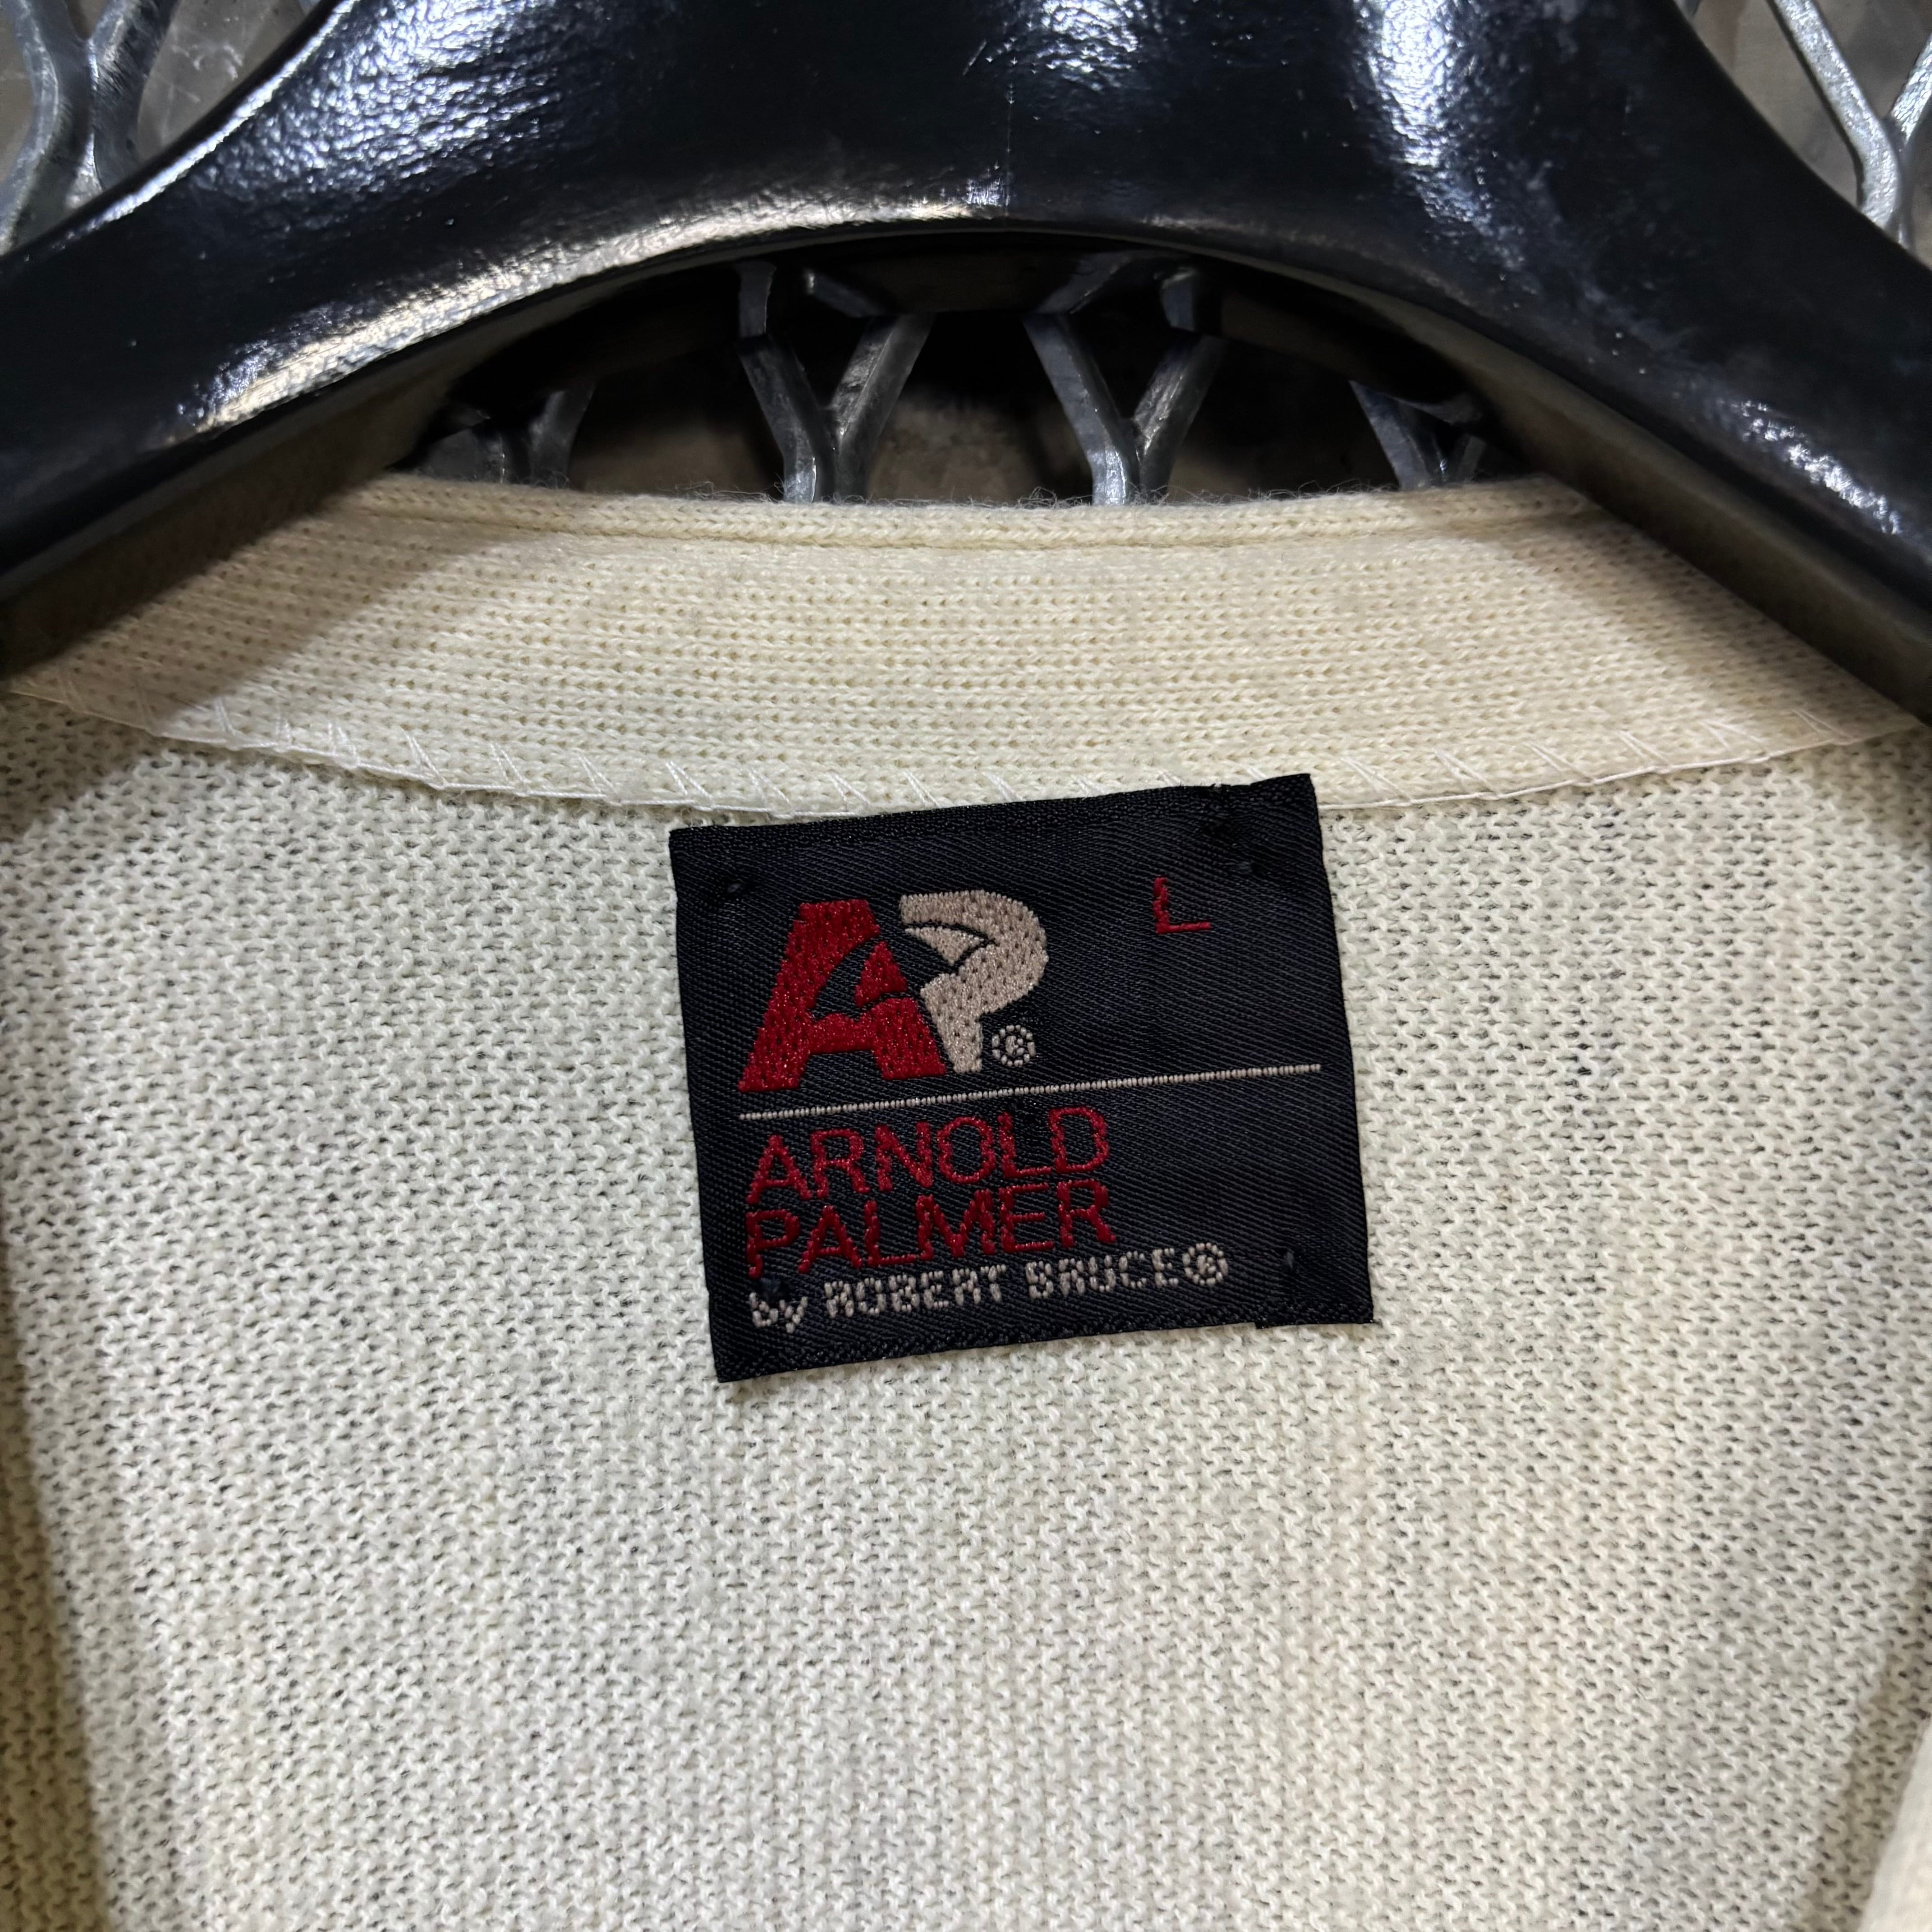 AP® L
ARNOLD
PALMER
by ROBERT BRUCE®